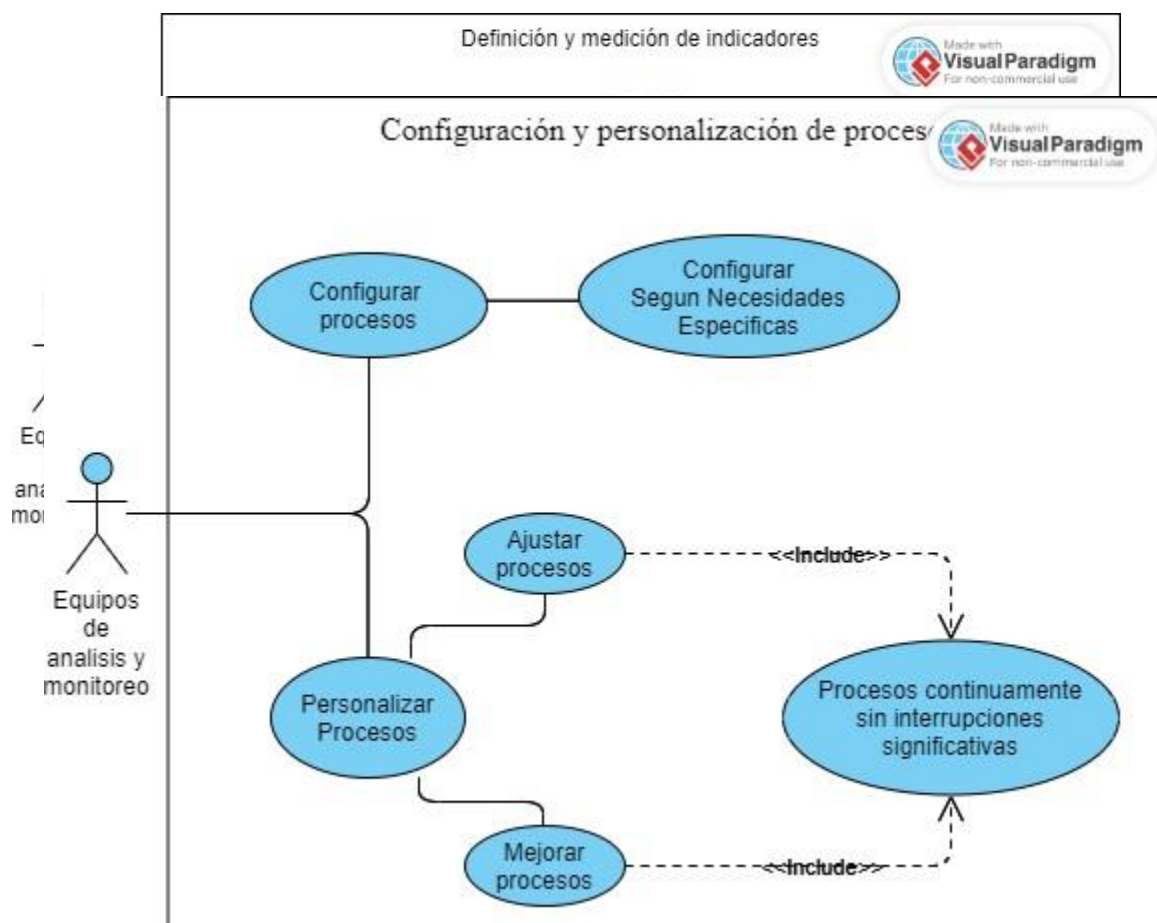 Definición y medición de indicadores
Made with
Visual Paradigm
For non-commercial use
Configuración y personalización de
Made with
Visual Paradigm
For non-commercial use
Configurar
procesos
Configurar
Segun Necesidades
Especificas
Equipos
de
analisis y
monitoreo
Ajustar
procesos
<<Include>>
Personalizar
Procesos
Procesos continuamente
sin interrupciones
significativas
Mejorar
procesos
<<Include>>